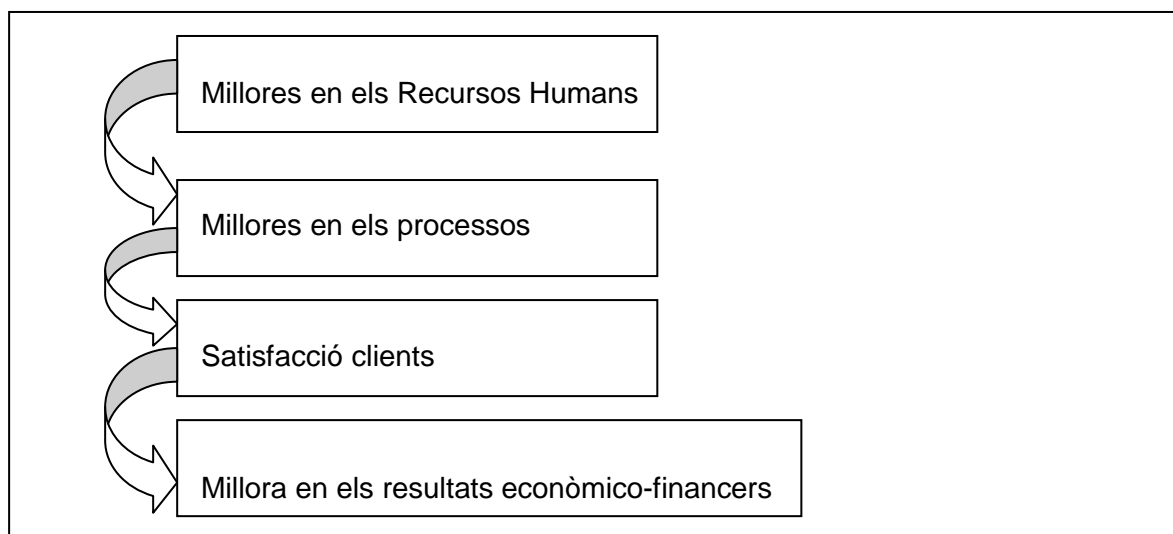 Millores en els Recursos Humans
Millores en els processos
Satisfacció clients
Millora en els resultats econòmico-financers